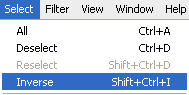 Select Filter View Window Help
All Ctrl+A
Deselect Ctrl+D
Reselect Shift+Ctrl+D
Inverse Shift+Ctrl+I